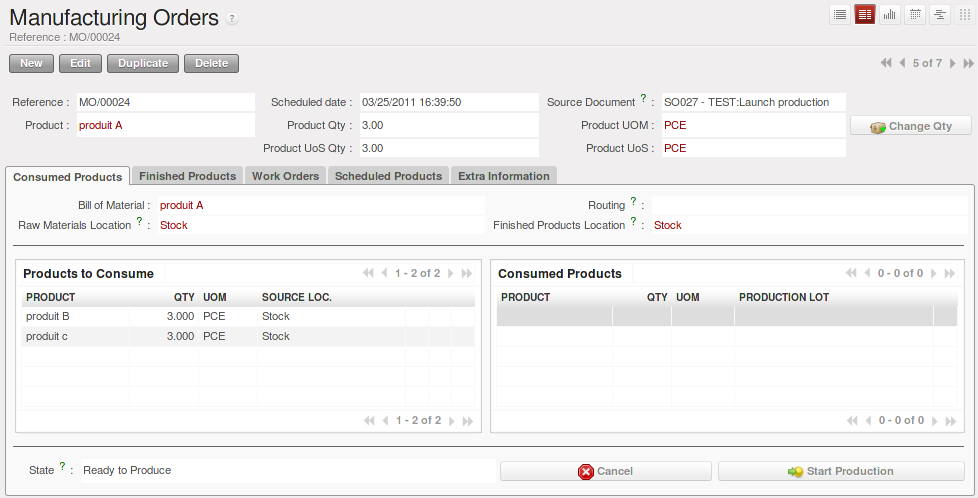 Manufacturing Orders ?
Reference : MO/00024
New Edit Duplicate Delete 5 of 7
Reference : MO/00024 Scheduled date : 03/25/2011 16:39:50 Source Document ? : SO027 - TEST:Launch production
Product : produit A Product Qty : 3.00 Product UOM : PCE Change Qty
Product UoS Qty : 3.00 Product UoS : PCE
Consumed Products Finished Products Work Orders Scheduled Products Extra Information
Bill of Material : produit A Routing ? :
Raw Materials Location ? : Stock Finished Products Location ? : Stock
Products to Consume 1 - 2 of 2 Consumed Products 0 - 0 of 0
PRODUCT QTY UOM SOURCE LOC. PRODUCT QTY UOM PRODUCTION LOT
produit B 3.000 PCE Stock
produit c 3.000 PCE Stock
1 - 2 of 2 0 - 0 of 0
State ? : Ready to Produce Cancel Start Production